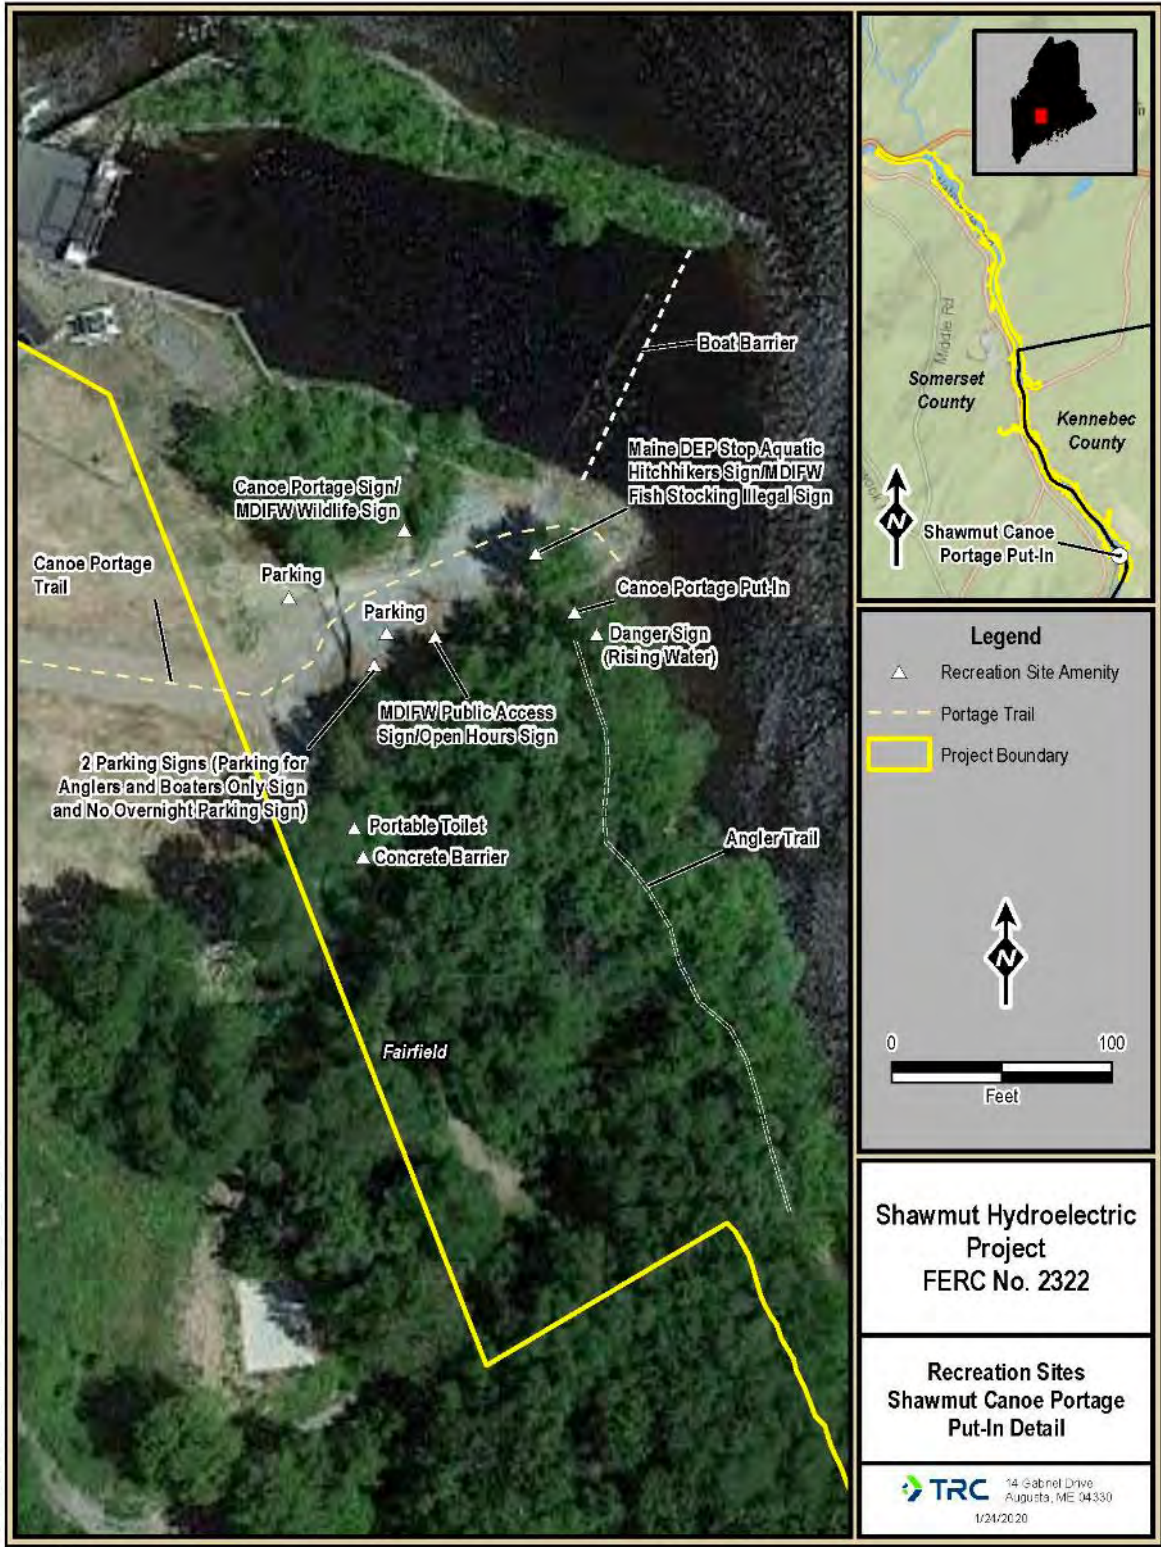 Boat Barrier
Maine DEP Stop Aquatic
Hitchhikers Sign/MDIFW
Fish Stocking Illegal Sign
Canoe Portage Sign/
MDIFW Wildlife Sign
Canoe Portage
Trail
Parking
Parking
Canoe Portage Put-In
Danger Sign
(Rising Water)
MDIFW Public Access
Sign/Open Hours Sign
2 Parking Signs (Parking for
Anglers and Boaters Only Sign
and No Overnight Parking Sign)
Portable Toilet
Concrete Barrier
Angler Trail
Fairfield
Middle Rd
Somerset
County
Kennebec
County
N
Shawmut Canoe
Portage Put-In
Legend
Recreation Site Amenity
Portage Trail
Project Boundary
N
0 100
Feet
Shawmut Hydroelectric
Project
FERC No. 2322
Recreation Sites
Shawmut Canoe Portage
Put-In Detail
TRC
14 Gabriel Drive
Augusta, ME 04330
1/24/2020